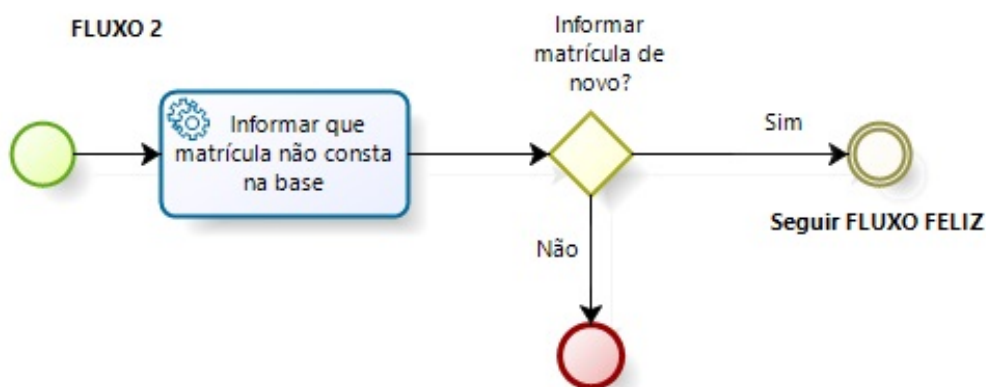 FLUXO 2
Informar
matrícula de
novo?
Informar que
matrícula não consta
na base
Sim
Seguir FLUXO FELIZ
Não